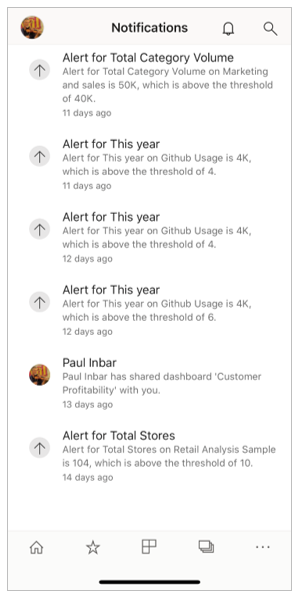 Notifications
Alert for Total Category Volume
Alert for Total Category Volume on Marketing
and sales is 50K, which is above the threshold
of 40K.
11 days ago
Alert for This year
Alert for This year on Github Usage is 4K,
which is above the threshold of 4.
11 days ago
Alert for This year
Alert for This year on Github Usage is 4K,
which is above the threshold of 4.
12 days ago
Alert for This year
Alert for This year on Github Usage is 4K,
which is above the threshold of 6.
12 days ago
Paul Inbar
Paul Inbar has shared dashboard 'Customer
Profitability' with you.
13 days ago
Alert for Total Stores
Alert for Total Stores on Retail Analysis Sample
is 104, which is above the threshold of 10.
14 days ago